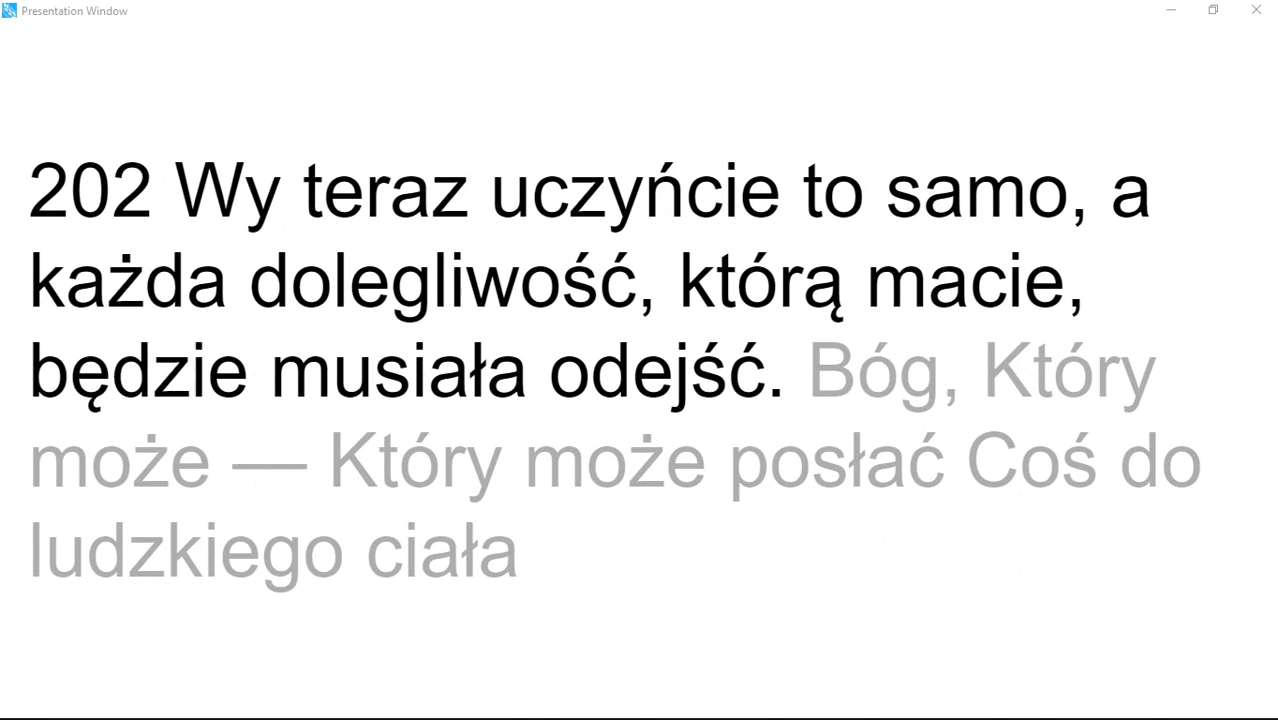 Presentation Window
202 Wy teraz uczyńcie to samo, a
każda dolegliwość, którą macie,
będzie musiała odejść. Bóg, Który
może — Który może posłać Coś do
ludzkiego ciała